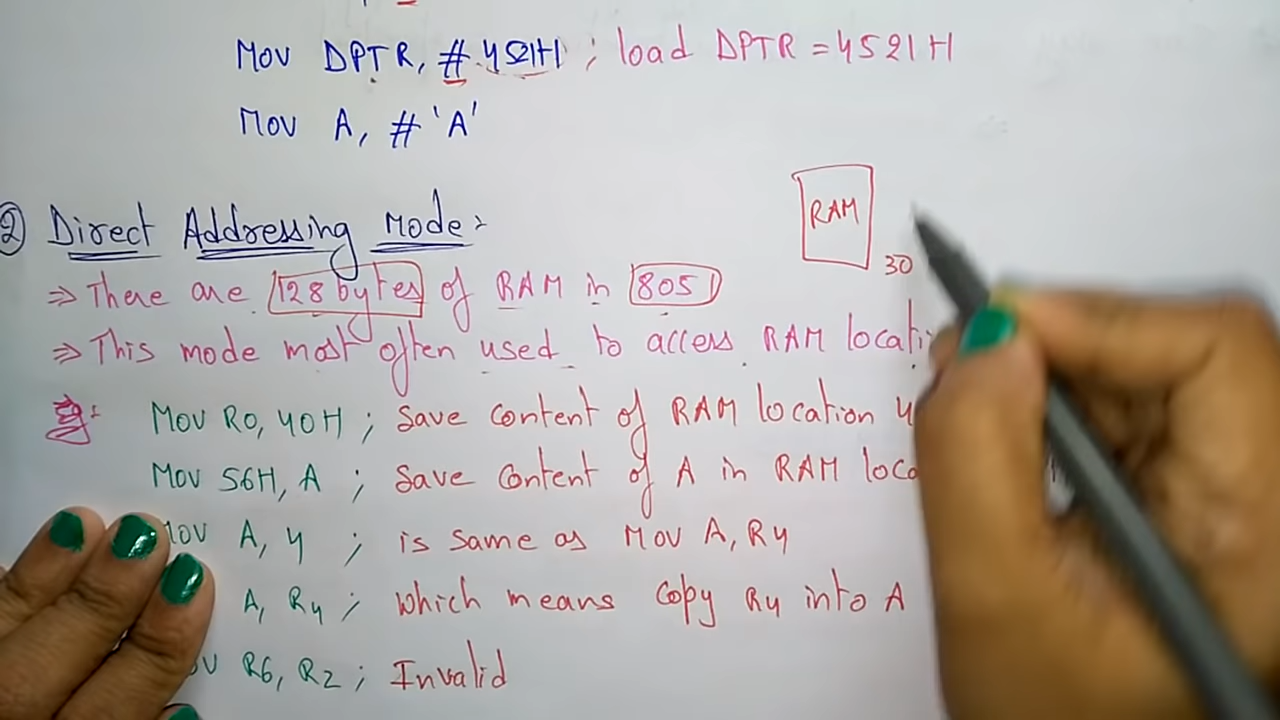 Mov DPTR, # 4521H ; load DPTR = 4521H
Mov A, # 'A'
② Direct Addressing Mode:
RAM
30
⇒ There are 128 bytes of RAM in 8051
⇒ This mode most often used to access RAM locati
Mov R0, 40H ; Save Content of RAM location 4
Mov 56H, A ; Save Content of A in RAM loca
Mov A, 4 ; is same as Mov A, R4
A, R4 ; which means Copy R4 into A
R6, R2 ; Invalid